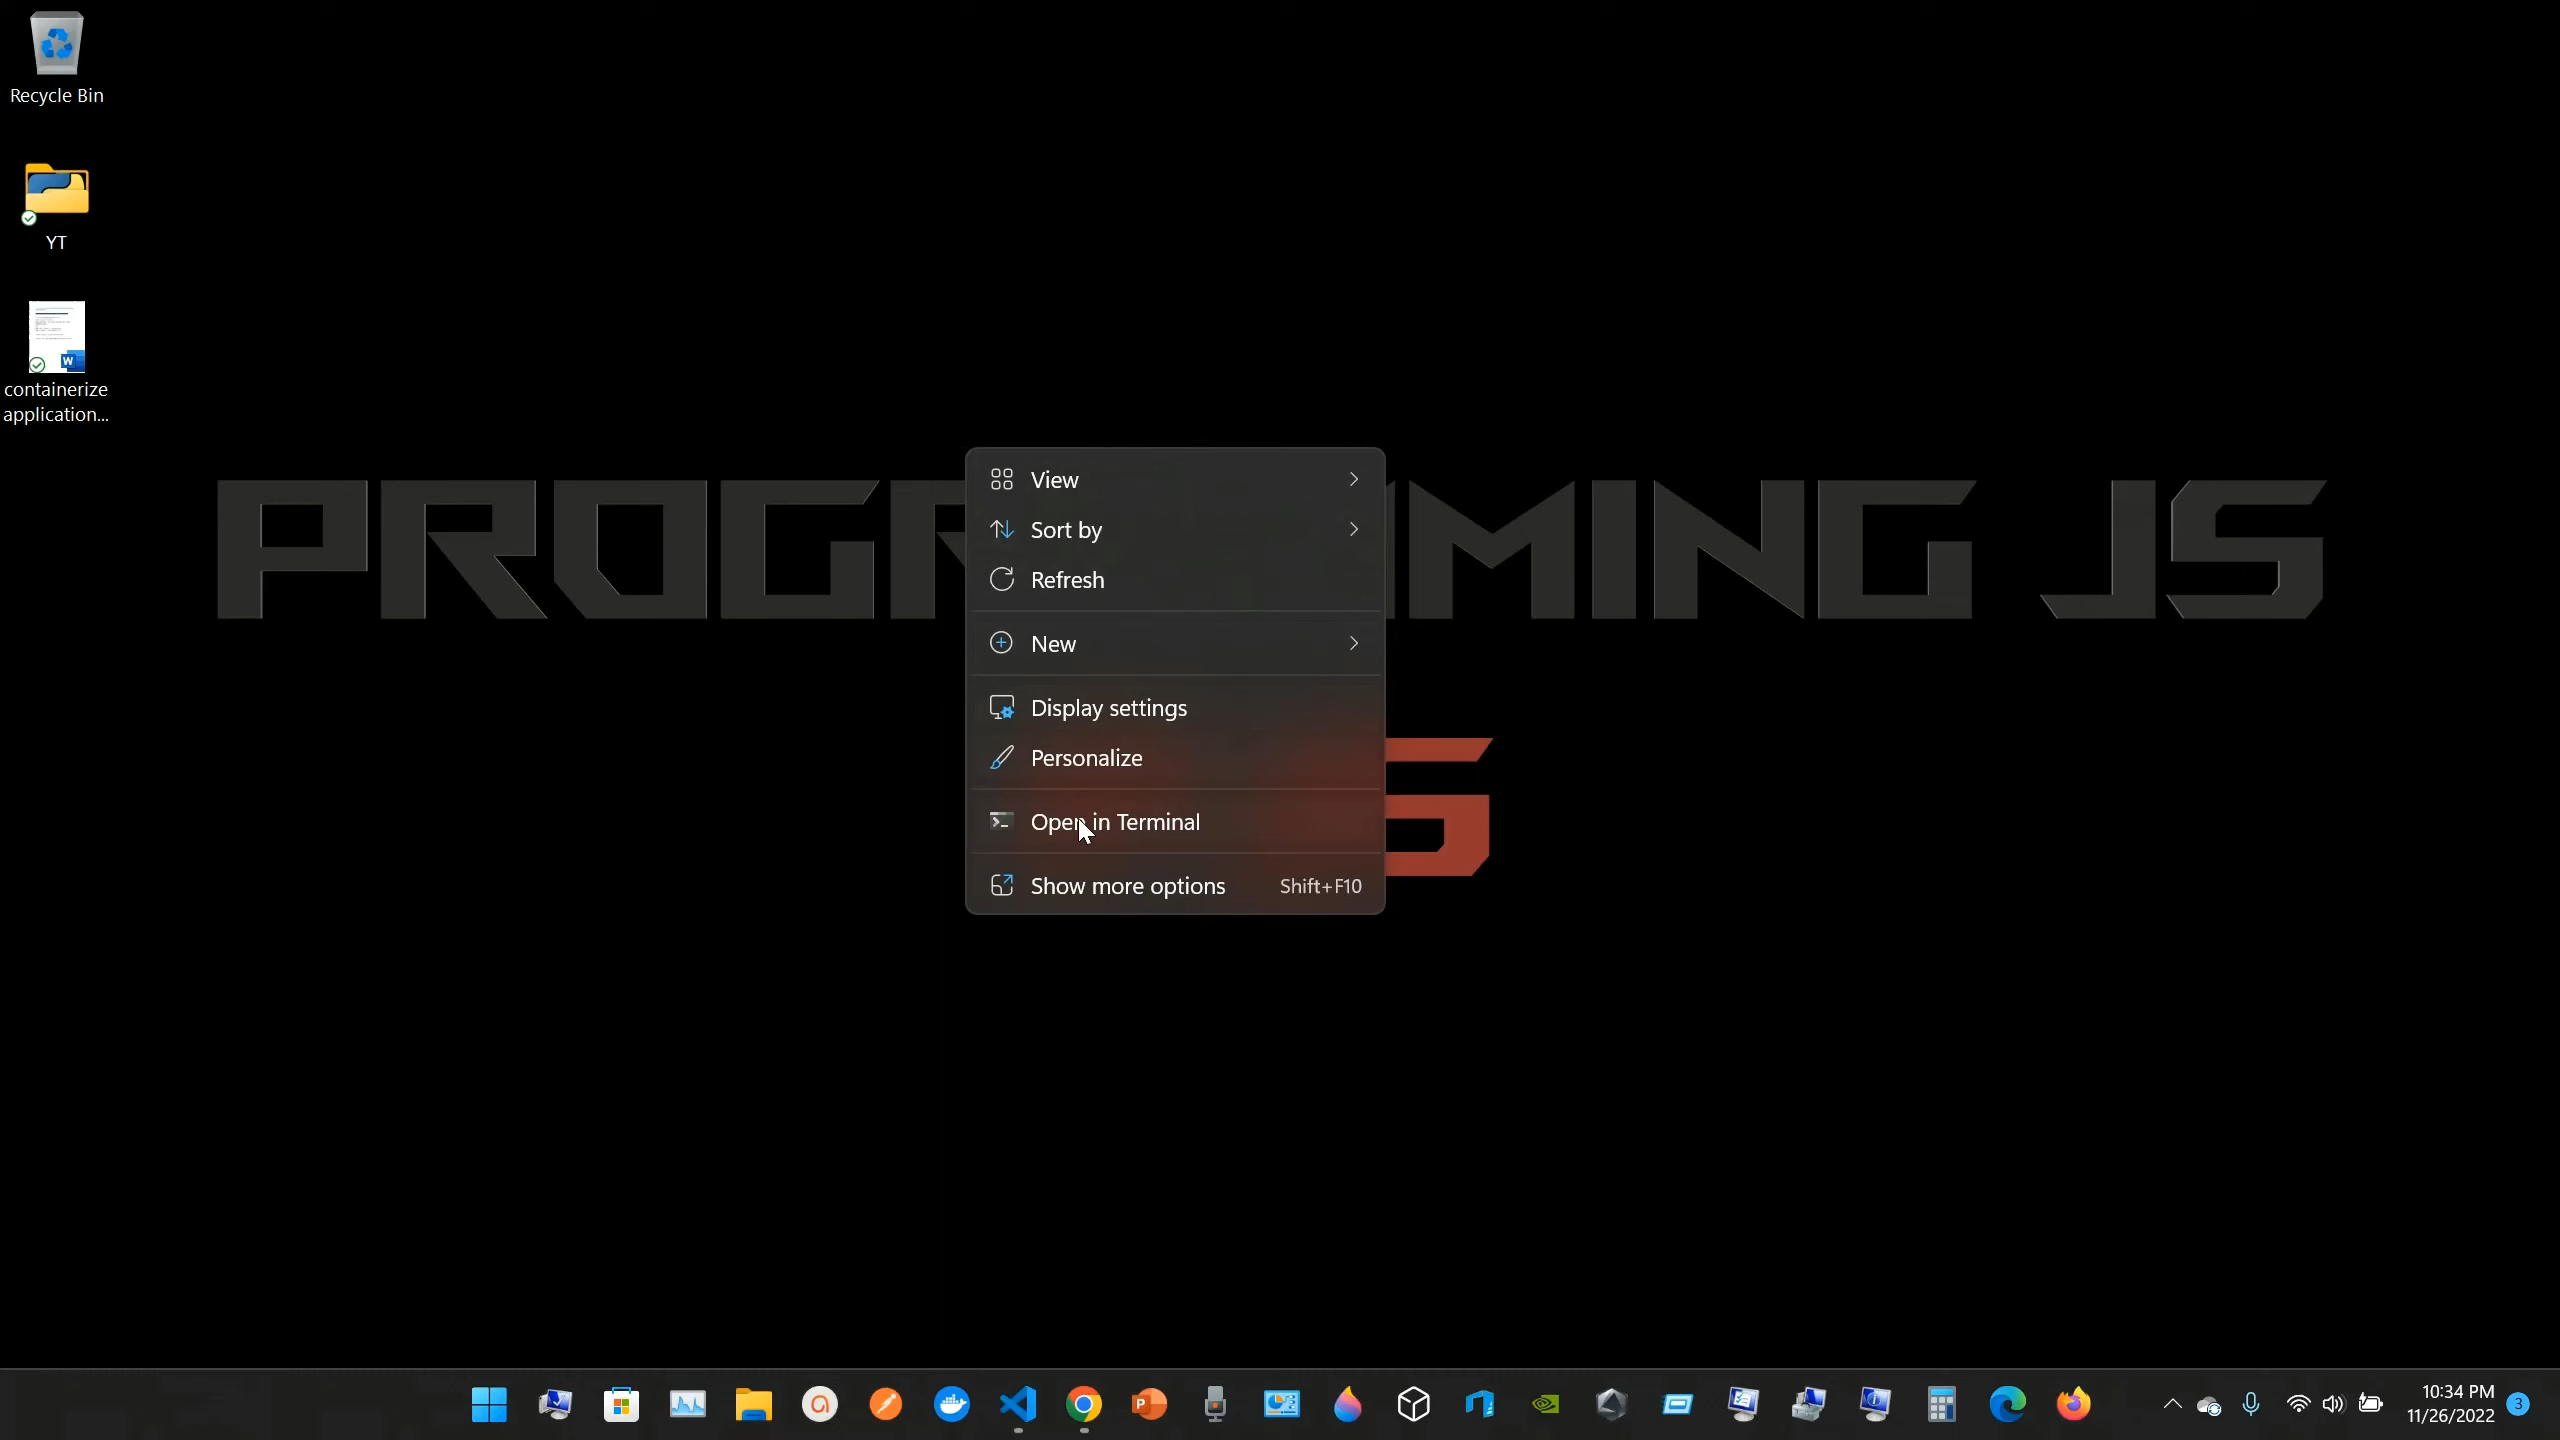 Recycle Bin
YT
containerize
application...
PROGR MING JS
View
Sort by
Refresh
New
Display settings
Personalize
Open in Terminal
Show more options Shift+F10
10:34 PM
11/26/2022
3